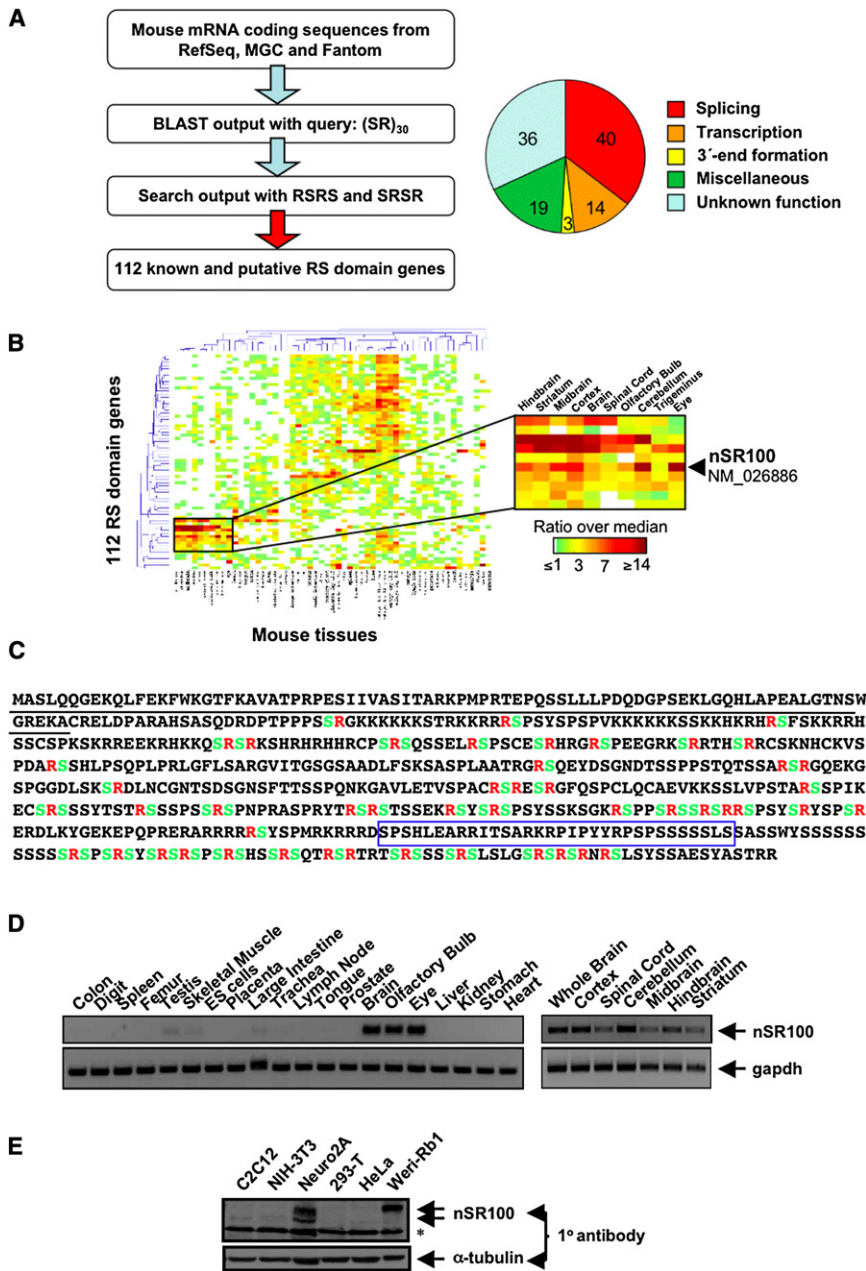 A
Mouse mRNA coding sequences from
RefSeq, MGC and Fantom
BLAST output with query: (SR)30
Search output with RSRS and SRSR
112 known and putative RS domain genes
36
40
19
3
14
Splicing
Transcription
3´-end formation
Miscellaneous
Unknown function
B
112 RS domain genes
Mouse tissues
Hindbrain
Striatum
Midbrain
Cortex
Brain
Spinal Cord
Olfactory Bulb
Cerebellum
Trigeminus
Eye
nSR100
NM_026886
Ratio over median
≤1 3 7 ≥14
C
MASLQQGEKQLFEKFWKGTFKAVATPRPESIIVASITARKPMPRTEPQSSLLLPDQDGPSEKLGQHLAPEALGTNSW
GREKACRELDPARAHSASQDRDPTPPPSSRGKKKKKKSTRKKRRRSPSYSPSPVKKKKKKSSKKHKRHRSFSKKRRH
SSCSPKSKRREEKRHKKQSRSRKSHRHRHHRCPSRSQSSELRSPSCESRHRGRSPEEGRKSRRTHSRRCSKNHCKVS
PDARSSHLPSQPLPRLGFLSARGVITGSGSAADLFSKSASPLAATRGRSQEYDSGNDTSSPPSTQTSSARSRGQEKG
SPGGDLSKSRDLNCGNTSDSGNSFTTSSPQNKGAVLETVSPACRSRESRGFQSPCLQCAEVKKSSLVPSTARSSPIK
ECSRSSSYTSTRSSSPSSRSPNPRASPRYTRSRSTSSEKRSYSRSPSYSSKSGKRSPPSRSSRSRRSPSYSR
ERDLKYGEKEPQPRERARRRRRSYSPMRKRRRDSPSHLEARRITSARKRPIPYYRPSPSSSSSLSSASSWYSSSSSS
SSSSSRSPSRSYSRSRSPSRSHSSRSQTRSRTRTSRSSSSRSLSLGSRSRSRNRSLSYSSAESYASTRR
D
Colon
Digit
Spleen
Femur
Testis
Skeletal Muscle
ES cells
Placenta
Large Intestine
Trachea
Lymph Node
Tongue
Prostate
Brain
Olfactory Bulb
Eye
Liver
Kidney
Stomach
Heart
Whole Brain
Cortex
Spinal Cord
Cerebellum
Midbrain
Hindbrain
Striatum
nSR100
gapdh
E
C2C12
NIH-3T3
Neuro2A
293-T
HeLa
Weri-Rb1
nSR100
*
1º antibody
α-tubulin